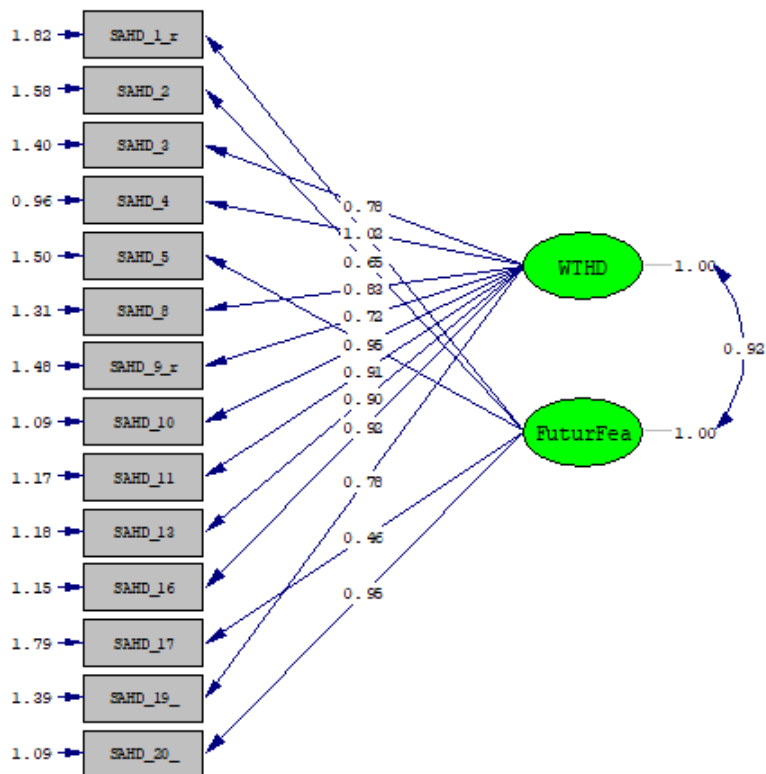 1.82 SAHD_1_r
1.58 SAHD_2
1.40 SAHD_3
0.96 SAHD_4
1.50 SAHD_5
1.31 SAHD_8
1.48 SAHD_9_r
1.09 SAHD_10
1.17 SAHD_11
1.18 SAHD_13
1.15 SAHD_16
1.79 SAHD_17
1.39 SAHD_19_
1.09 SAHD_20_
0.78
1.02
0.65
0.83
0.72
0.95
0.91
0.90
0.92
0.78
0.46
0.95
WTHD 1.00
0.92
FuturFea 1.00